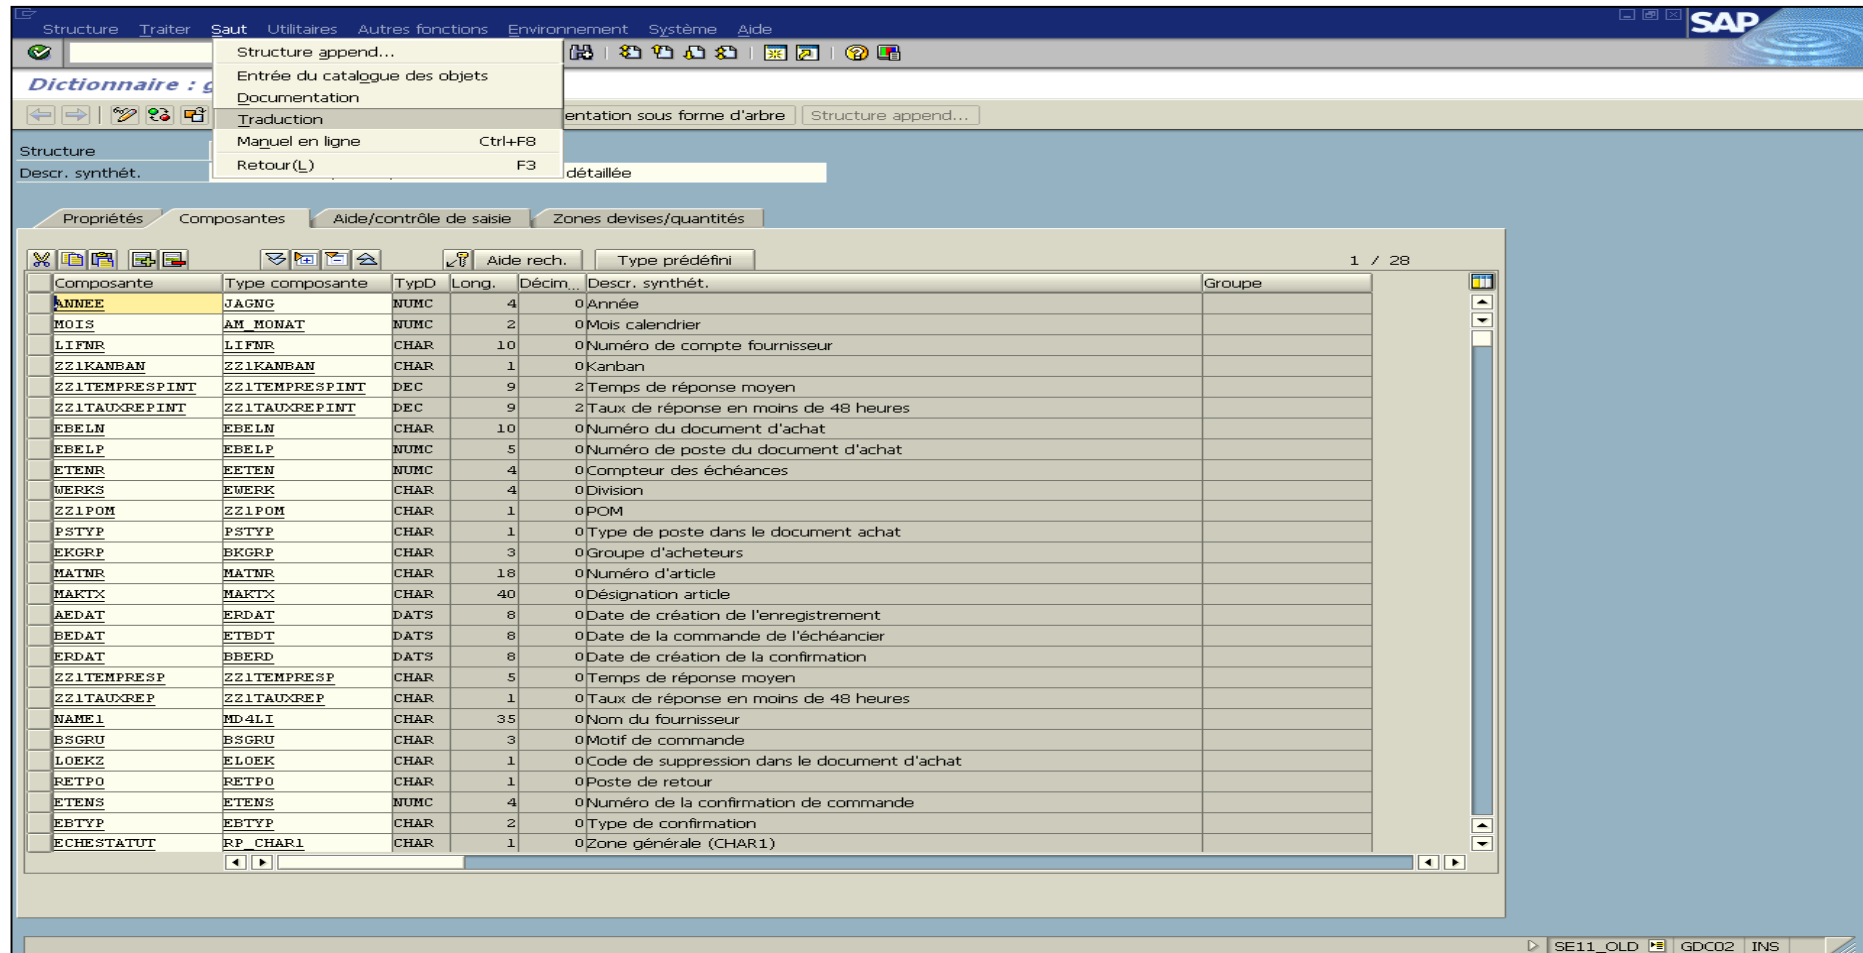 Structure Traiter Saut Utilitaires Autres fonctions Environnement Système Aide
SAP
Structure append...
Entrée du catalogue des objets
Documentation
Traduction
Manuel en ligne Ctrl+F8
Retour(L) F3
Dictionnaire :
entation sous forme d'arbre Structure append...
Structure
Descr. synthét. détaillée
Propriétés Composantes Aide/contrôle de saisie Zones devises/quantités
Aide rech. Type prédéfini 1 / 28
Composante Type composante TypD Long. Décim... Descr. synthét. Groupe
ANNEE JAGNG NUMC 4 0 Année
MOIS AM_MONAT NUMC 2 0 Mois calendrier
LIFNR LIFNR CHAR 10 0 Numéro de compte fournisseur
ZZ1KANBAN ZZ1KANBAN CHAR 1 0 Kanban
ZZ1TEMPRESPINT ZZ1TEMPRESPINT DEC 9 2 Temps de réponse moyen
ZZ1TAUXREPINT ZZ1TAUXREPINT DEC 9 2 Taux de réponse en moins de 48 heures
EBELN EBELN CHAR 10 0 Numéro du document d'achat
EBELP EBELP NUMC 5 0 Numéro de poste du document d'achat
ETENR EETEN NUMC 4 0 Compteur des échéances
WERKS EWERK CHAR 4 0 Division
ZZ1POM ZZ1POM CHAR 1 0 POM
PSTYP PSTYP CHAR 1 0 Type de poste dans le document achat
EKGRP BKGRP CHAR 3 0 Groupe d'acheteurs
MATNR MATNR CHAR 18 0 Numéro d'article
MAKTX MAKTX CHAR 40 0 Désignation article
AEDAT ERDAT DATS 8 0 Date de création de l'enregistrement
BEDAT ETBDT DATS 8 0 Date de la commande de l'échéancier
ERDAT BBERD DATS 8 0 Date de création de la confirmation
ZZ1TEMPRESP ZZ1TEMPRESP CHAR 5 0 Temps de réponse moyen
ZZ1TAUXREP ZZ1TAUXREP CHAR 1 0 Taux de réponse en moins de 48 heures
NAME1 MD4LI CHAR 35 0 Nom du fournisseur
BSGRU BSGRU CHAR 3 0 Motif de commande
LOEKZ ELOEK CHAR 1 0 Code de suppression dans le document d'achat
RETPO RETPO CHAR 1 0 Poste de retour
ETENS ETENS NUMC 4 0 Numéro de la confirmation de commande
EBTYP EBTYP CHAR 2 0 Type de confirmation
ECHESTATUT RP_CHAR1 CHAR 1 0 Zone générale (CHAR1)
SE11_OLD GDC02 INS